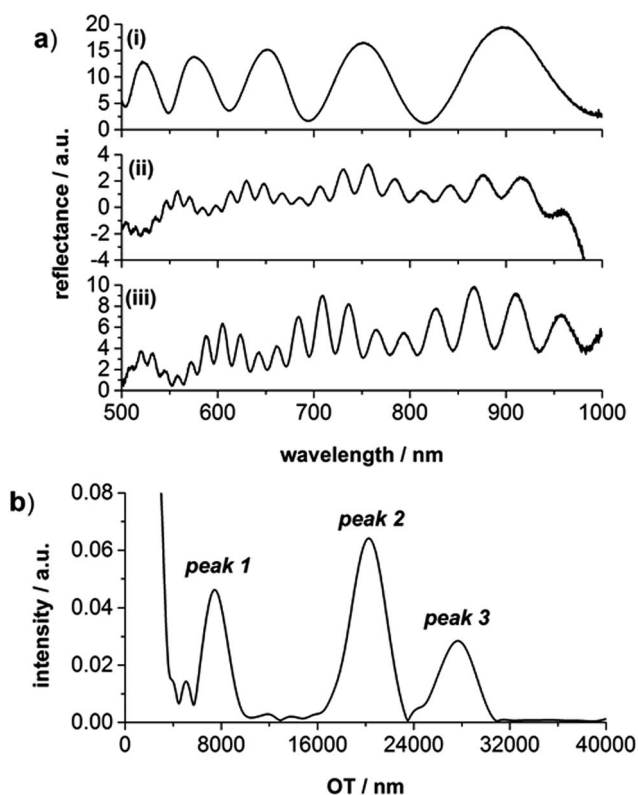 a)
(i)
20
15
10
5
0
(ii)
4
2
0
-2
-4
(iii)
10
8
6
4
2
0
reflectance / a.u.
500 600 700 800 900 1000
wavelength / nm
b)
0.08
0.06
0.04
0.02
0.00
intensity / a.u.
peak 1
peak 2
peak 3
0 8000 16000 24000 32000 40000
OT / nm